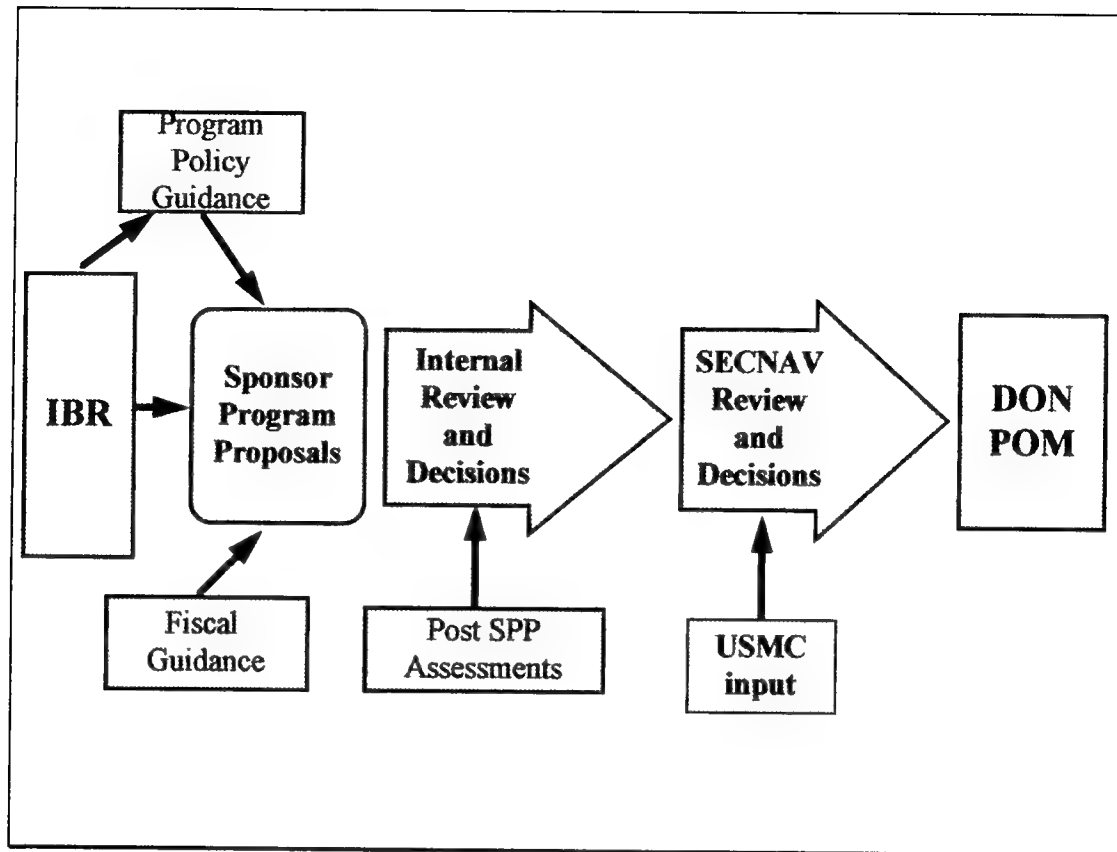 Program
Policy
Guidance
IBR
Sponsor
Program
Proposals
Internal
Review
and
Decisions
SECNAV
Review
and
Decisions
DON
POM
Fiscal
Guidance
Post SPP
Assessments
USMC
input